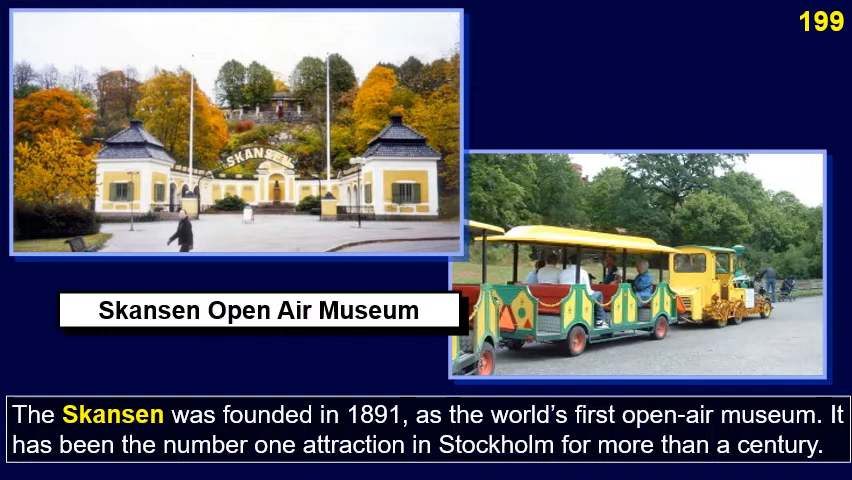 199
SKANSEN
Skansen Open Air Museum
The Skansen was founded in 1891, as the world’s first open-air museum. It
has been the number one attraction in Stockholm for more than a century.